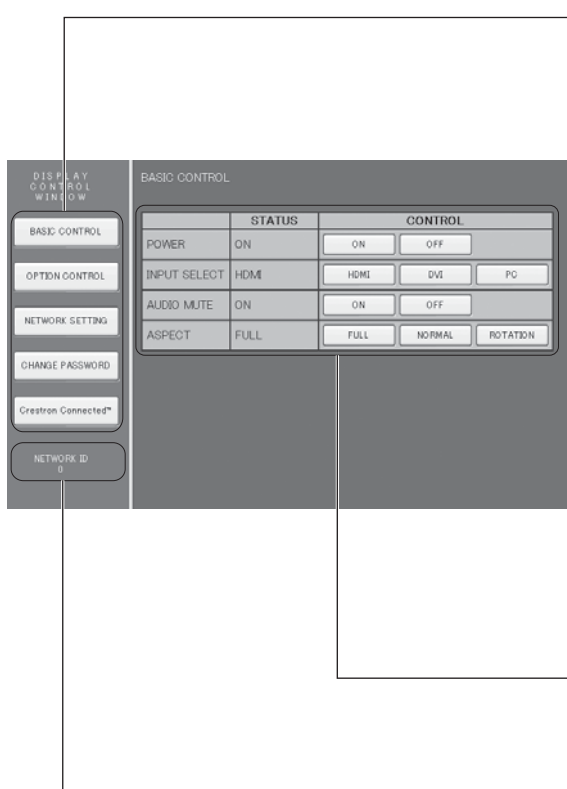 DISPLAY
CONTROL
WINDOW
BASIC CONTROL
OPTION CONTROL
NETWORK SETTING
CHANGE PASSWORD
Crestron Connected™
NETWORK ID
0
BASIC CONTROL
STATUS CONTROL
POWER ON ON OFF
INPUT SELECT HDMI HDMI DVI PC
AUDIO MUTE ON ON OFF
ASPECT FULL FULL NORMAL ROTATION